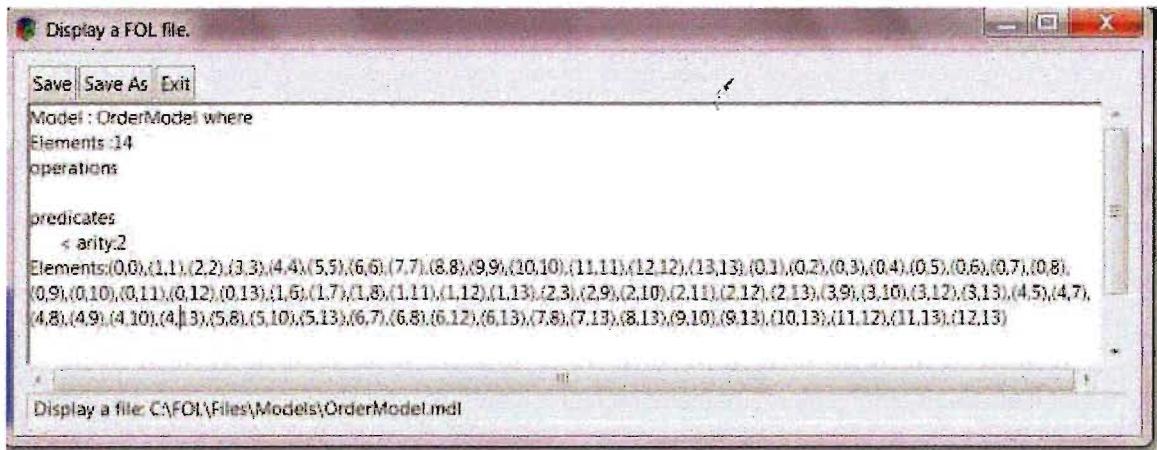 Display a FOL file.
Save Save As Exit
Model : OrderModel where
Elements :14
operations
predicates
< arity:2
Elements:(0,0),(1,1),(2,2),(3,3),(4,4),(5,5),(6,6),(7,7),(8,8),(9,9),(10,10),(11,11),(12,12),(13,13),(0,1),(0,2),(0,3),(0,4),(0,5),(0,6),(0,7),(0,8),
(0,9),(0,10),(0,11),(0,12),(0,13),(1,6),(1,7),(1,8),(1,11),(1,12),(1,13),(2,3),(2,9),(2,10),(2,11),(2,12),(2,13),(3,9),(3,10),(3,12),(3,13),(4,5),(4,7),
(4,8),(4,9),(4,10),(4,13),(5,8),(5,10),(5,13),(6,7),(6,8),(6,12),(6,13),(7,8),(7,13),(8,13),(9,10),(9,13),(10,13),(11,12),(11,13),(12,13)
Display a file: C:\FOL\Files\Models\OrderModel.mdl